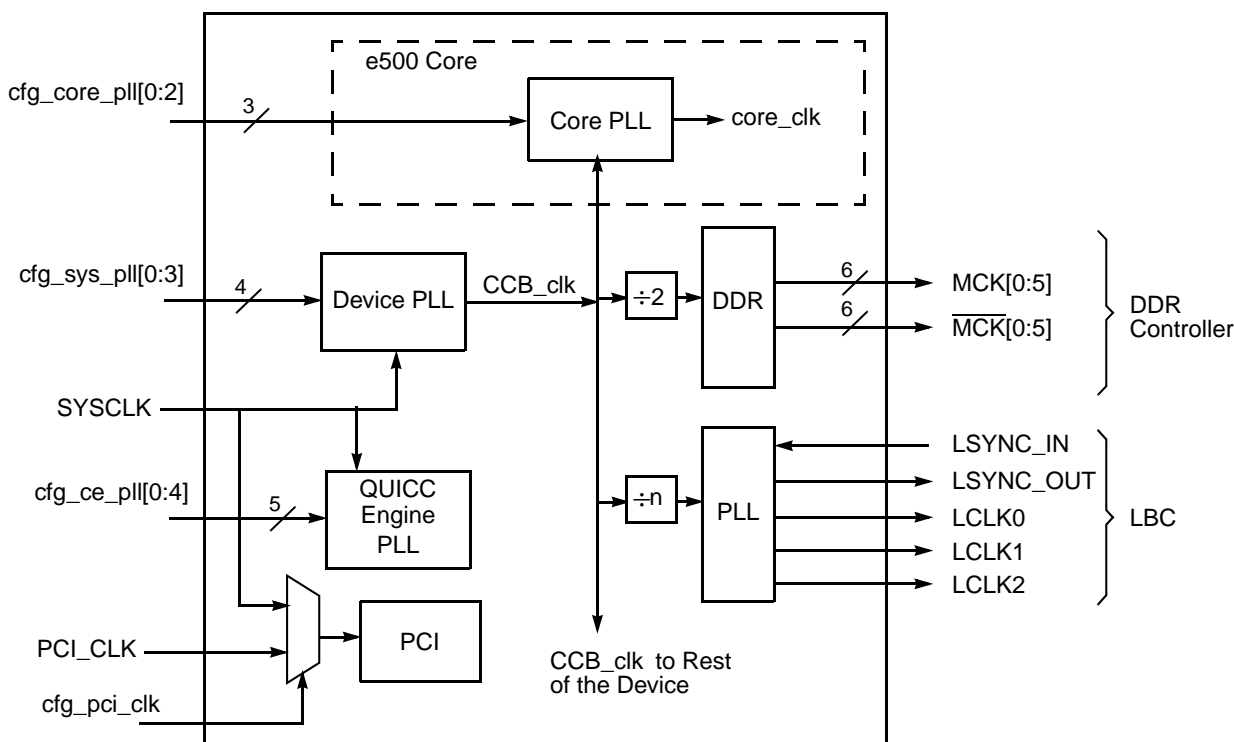 e500 Core
cfg_core_pll[0:2]
3
Core PLL
core_clk
cfg_sys_pll[0:3]
4
Device PLL
CCB_clk
÷2
DDR
6
MCK[0:5]
6
M̅C̅K̅[0:5]
DDR
Controller
SYSCLK
cfg_ce_pll[0:4]
5
QUICC
Engine
PLL
÷n
PLL
LSYNC_IN
LSYNC_OUT
LCLK0
LCLK1
LCLK2
LBC
PCI_CLK
PCI
cfg_pci_clk
CCB_clk to Rest
of the Device